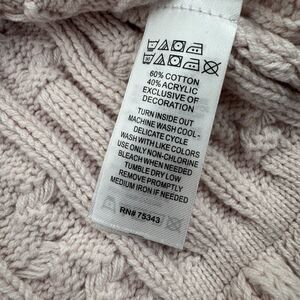 60% COTTON
40% ACRYLIC
EXCLUSIVE OF
DECORATION
TURN INSIDE OUT
MACHINE WASH COOL -
DELICATE CYCLE
WASH WITH LIKE COLORS
USE ONLY NON-CHLORINE
BLEACH WHEN NEEDED
TUMBLE DRY LOW
REMOVE PROMPTLY
MEDIUM IRON IF NEEDED
RN# 75343